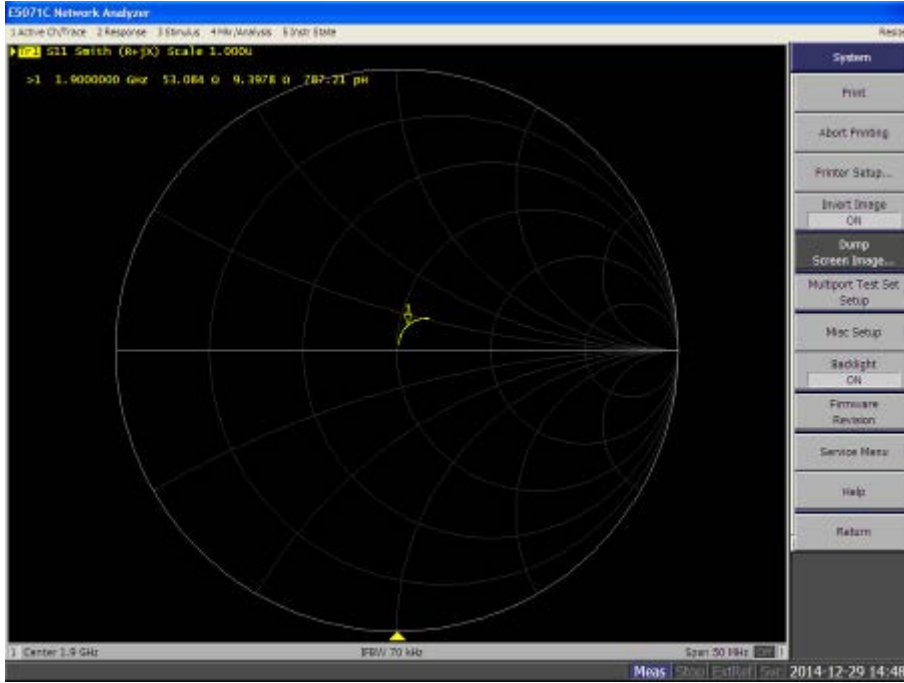 E5071C Network Analyzer
1 Active Ch/Trace 2 Response 3 Stimulus 4 Mkr/Analysis 5 Instr State
Resize
Tr1 S11 Smith (R+jX) Scale 1.000U
>1 1.9000000 GHz 53.084 Ω 9.3978 Ω 787.21 pH
1
System
Print
Abort Printing
Printer Setup...
Invert Image
ON
Dump
Screen Image...
Multiport Test Set
Setup
Misc Setup
Backlight
ON
Firmware
Revision
Service Menu
Help
Return
1 Center 1.9 GHz IFBW 70 kHz Span 50 MHz Off
Meas Stop ExtRef Svc 2014-12-29 14:48